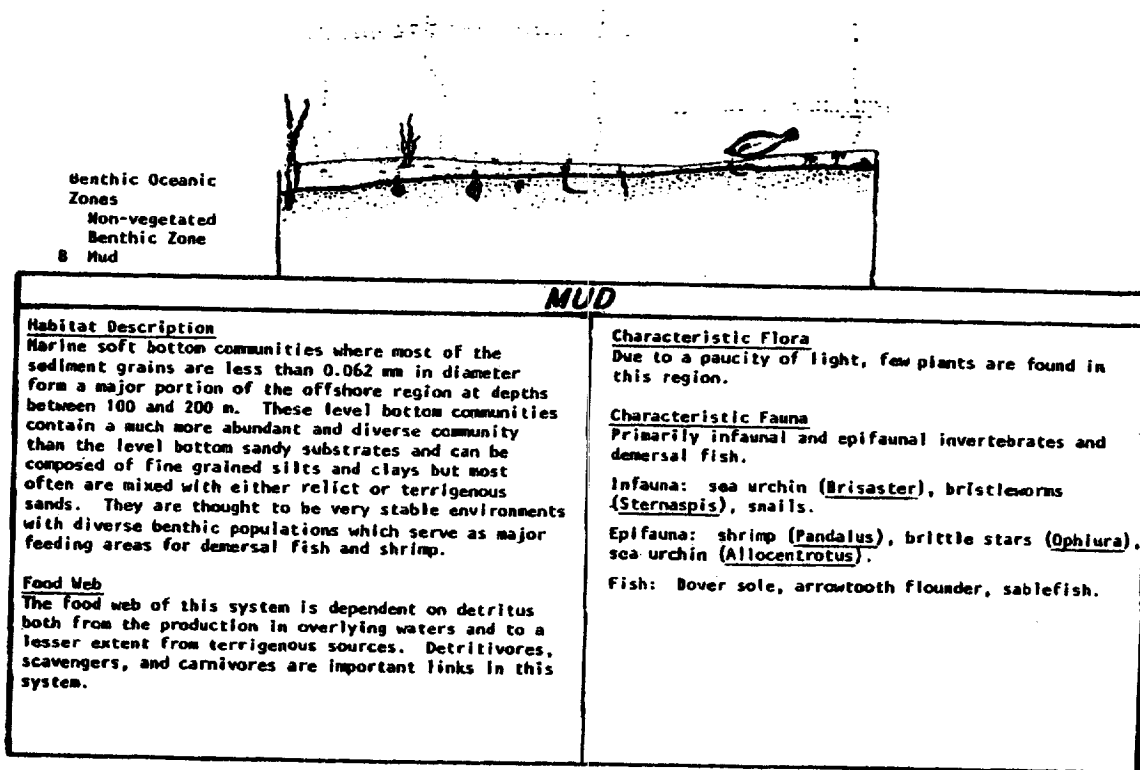 Benthic Oceanic
Zones
Non-vegetated
Benthic Zone
B Mud
MUD
Habitat Description
Marine soft bottom communities where most of the
sediment grains are less than 0.062 mm in diameter
form a major portion of the offshore region at depths
between 100 and 200 m. These level bottom communities
contain a much more abundant and diverse community
than the level bottom sandy substrates and can be
composed of fine grained silts and clays but most
often are mixed with either relict or terrigenous
sands. They are thought to be very stable environments
with diverse benthic populations which serve as major
feeding areas for demersal fish and shrimp.
Food Web
The food web of this system is dependent on detritus
both from the production in overlying waters and to a
lesser extent from terrigenous sources. Detritivores,
scavengers, and carnivores are important links in this
system.
Characteristic Flora
Due to a paucity of light, few plants are found in
this region.
Characteristic Fauna
Primarily infaunal and epifaunal invertebrates and
demersal fish.
Infauna: sea urchin (Brisaster), bristleworms
(Sternaspis), snails.
Epifauna: shrimp (Pandalus), brittle stars (Ophiura),
sea urchin (Allocentrotus).
Fish: Dover sole, arrowtooth flounder, sablefish.